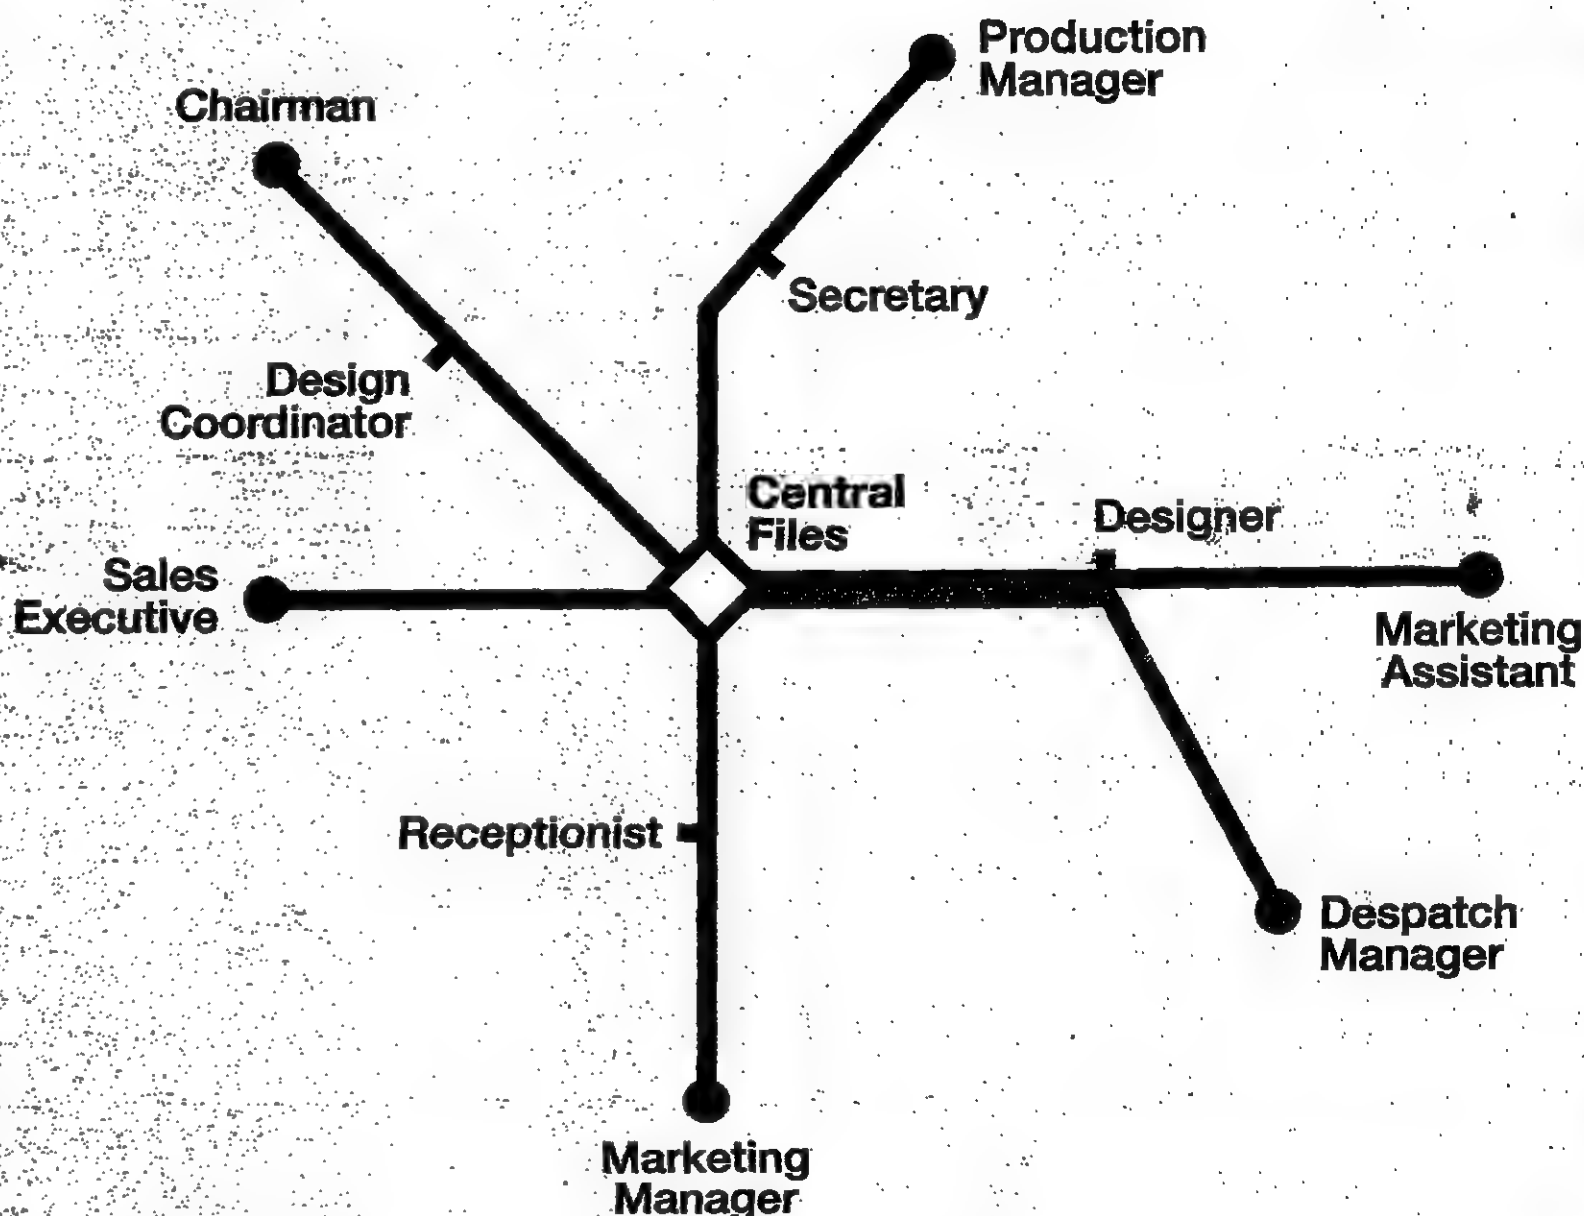 Production
Manager
Chairman
Secretary
Design
Coordinator
Central
Files
Designer
Sales
Executive
Marketing
Assistant
Receptionist
Despatch
Manager
Marketing
Manager